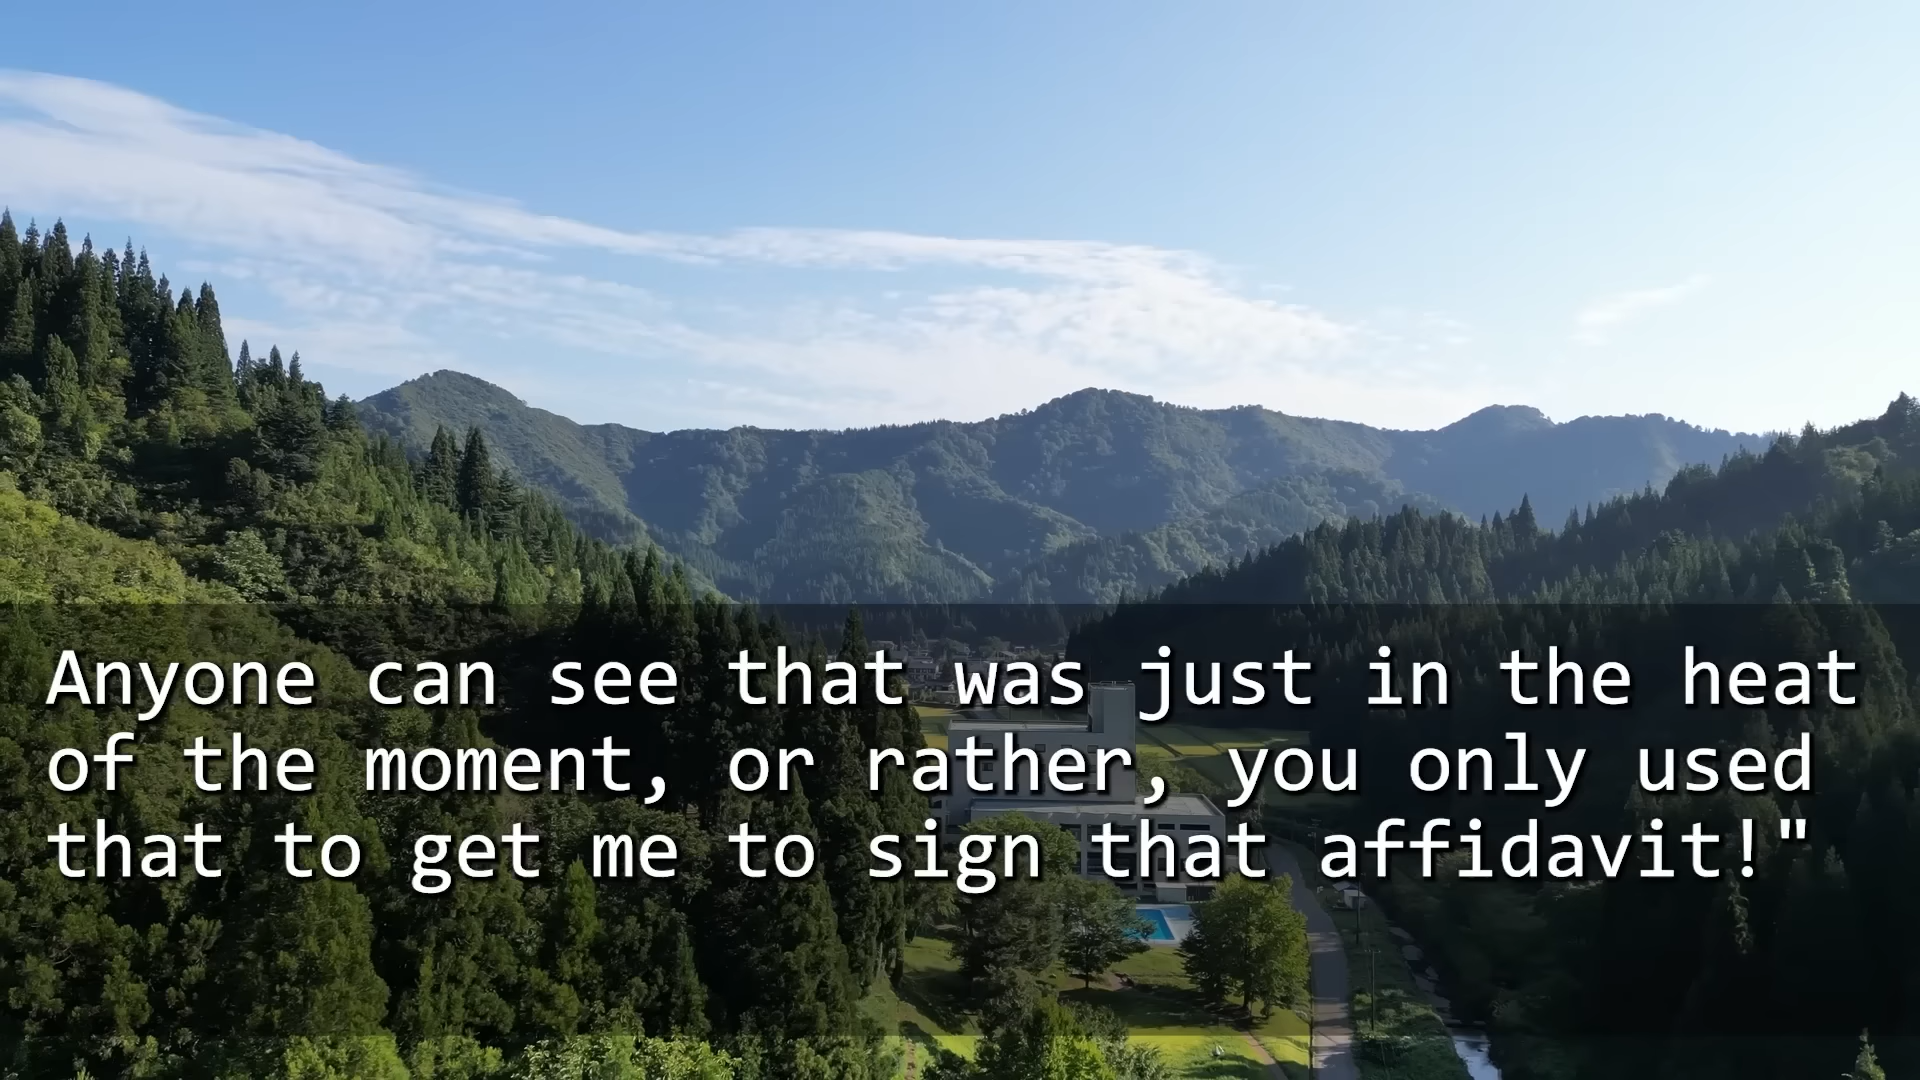 Anyone can see that was just in the heat
of the moment, or rather, you only used
that to get me to sign that affidavit!"